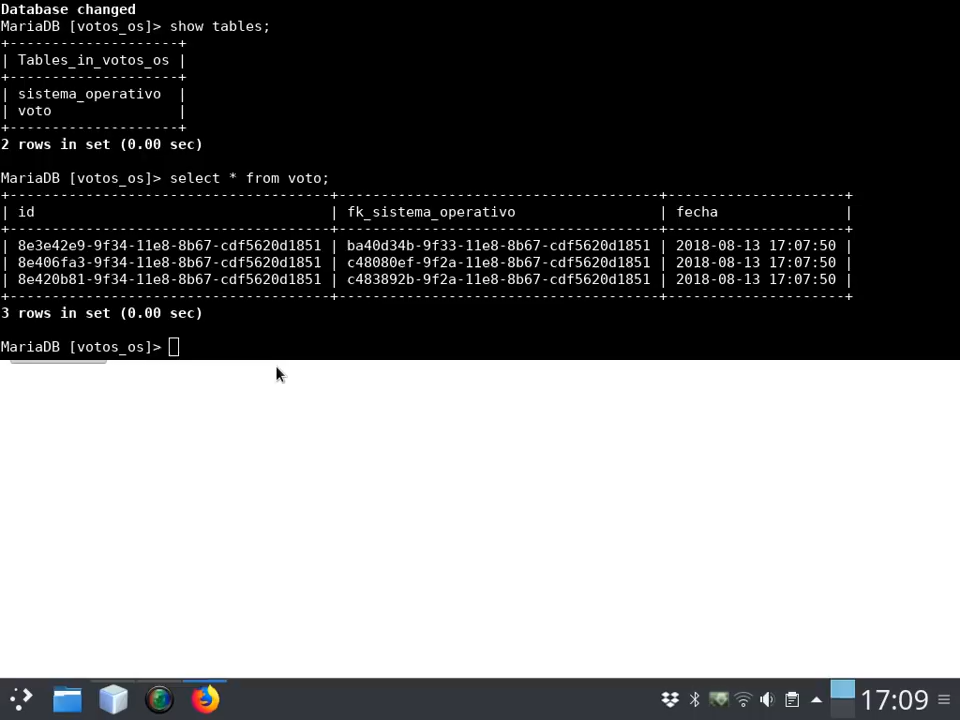 Database changed
MariaDB [votos_os]> show tables;
+--------------------+
| Tables_in_votos_os |
+--------------------+
| sistema_operativo  |
| voto               |
+--------------------+
2 rows in set (0.00 sec)
MariaDB [votos_os]> select * from voto;
+--------------------------------------+--------------------------------------+---------------------+
| id                                   | fk_sistema_operativo                 | fecha               |
+--------------------------------------+--------------------------------------+---------------------+
| 8e3e42e9-9f34-11e8-8b67-cdf5620d1851 | ba40d34b-9f33-11e8-8b67-cdf5620d1851 | 2018-08-13 17:07:50 |
| 8e406fa3-9f34-11e8-8b67-cdf5620d1851 | c48080ef-9f2a-11e8-8b67-cdf5620d1851 | 2018-08-13 17:07:50 |
| 8e420b81-9f34-11e8-8b67-cdf5620d1851 | c483892b-9f2a-11e8-8b67-cdf5620d1851 | 2018-08-13 17:07:50 |
+--------------------------------------+--------------------------------------+---------------------+
3 rows in set (0.00 sec)
MariaDB [votos_os]>
17:09